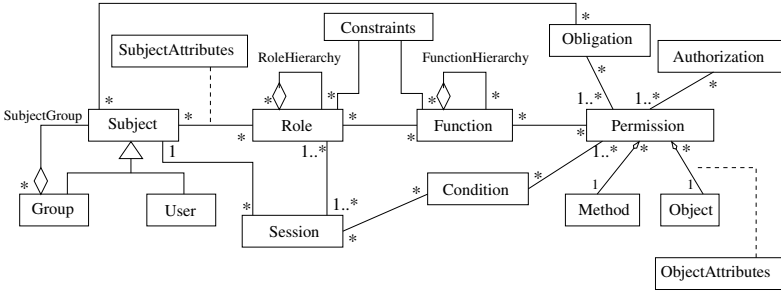 *
Constraints
Obligation
SubjectAttributes
RoleHierarchy
FunctionHierarchy
Authorization
*
*
*
1..*
1..*
SubjectGroup
*
Subject
*
*
Role
*
*
*
*
Function
*
*
*
Permission
1
1..*
1..*
*
*
*
Group
User
*
1..*
Session
*
*
Condition
*
1
Method
1
Object
ObjectAttributes